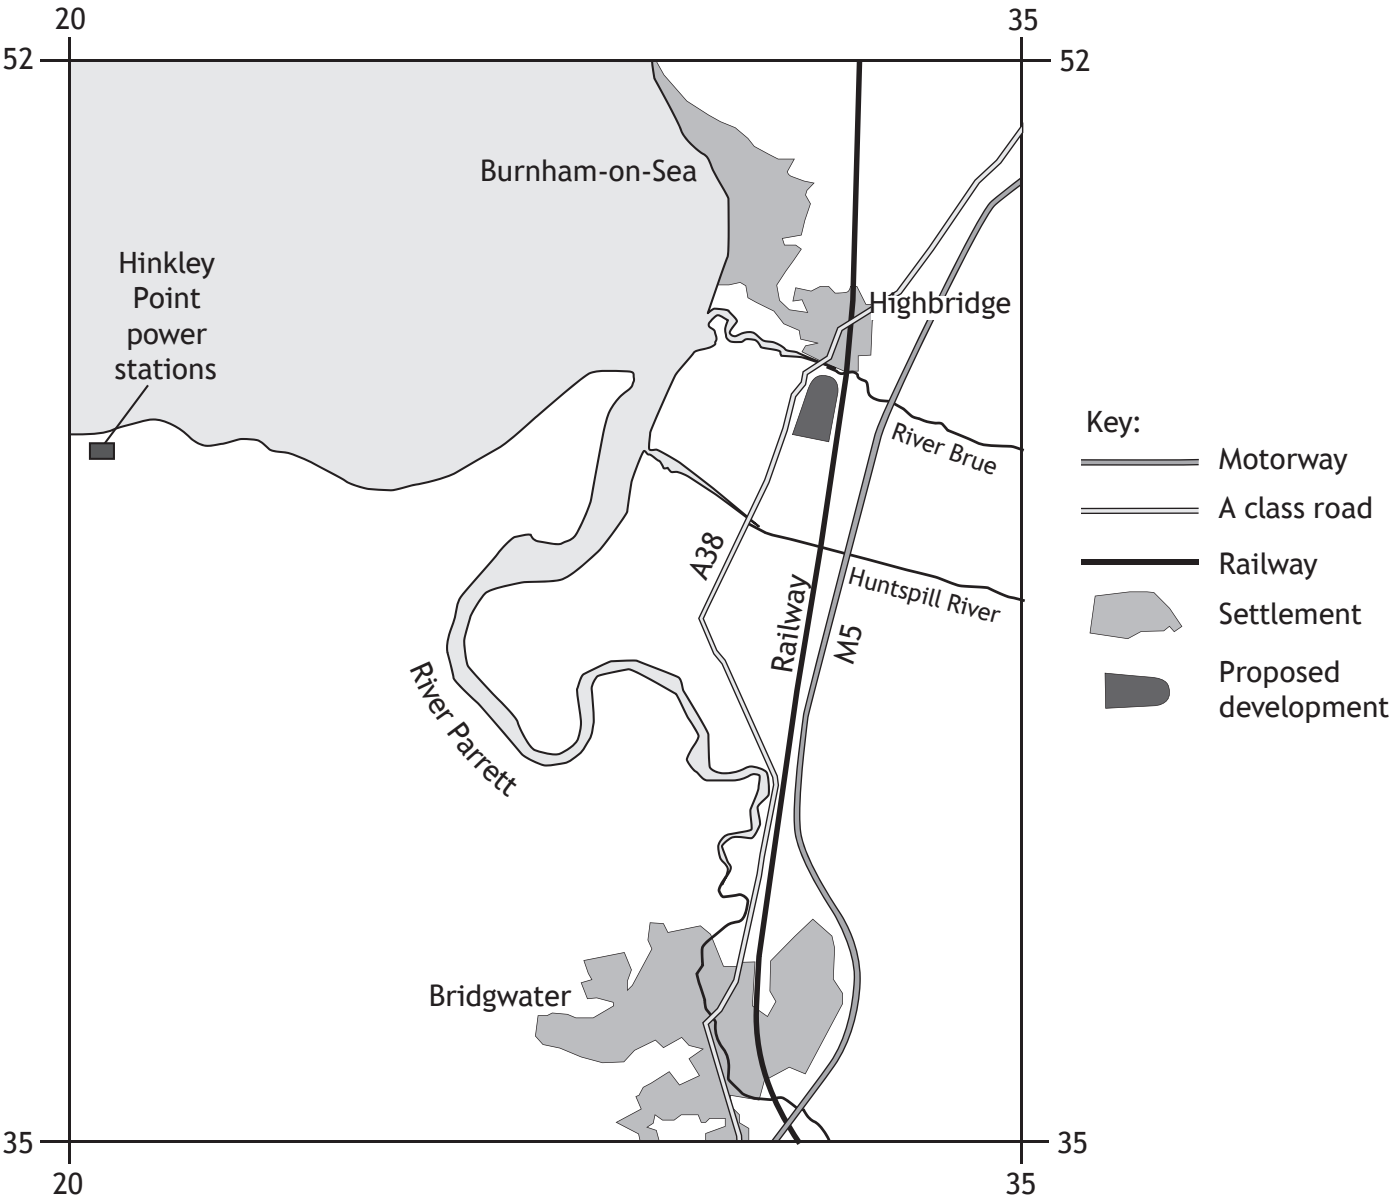 20
35
52
52
Burnham-on-Sea
Hinkley
Point
power
stations
Highbridge
River Brue
Key:
Motorway
A class road
Railway
Settlement
Proposed
development
A38
Huntspill River
Railway
M5
River Parrett
Bridgwater
35
35
20
35